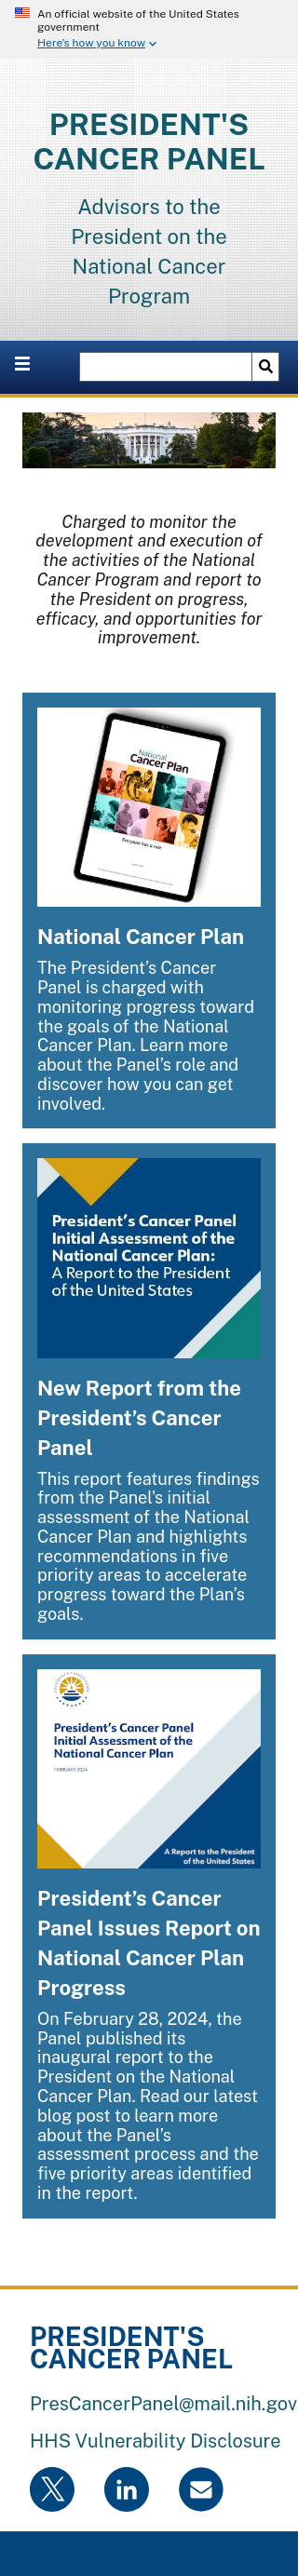 An official website of the United States
government
Here's how you know
PRESIDENT'S
CANCER PANEL
Advisors to the
President on the
National Cancer
Program
Charged to monitor the
development and execution of
the activities of the National
Cancer Program and report to
the President on progress,
efficacy, and opportunities for
improvement.
National
Cancer Plan
Everyone has a role.
National Cancer Plan
The President’s Cancer
Panel is charged with
monitoring progress toward
the goals of the National
Cancer Plan. Learn more
about the Panel’s role and
discover how you can get
involved.
President’s Cancer Panel
Initial Assessment of the
National Cancer Plan:
A Report to the President
of the United States
New Report from the
President’s Cancer
Panel
This report features findings
from the Panel's initial
assessment of the National
Cancer Plan and highlights
recommendations in five
priority areas to accelerate
progress toward the Plan’s
goals.
President’s Cancer Panel
Initial Assessment of the
National Cancer Plan
FEBRUARY 2024
A Report to the President
of the United States
President’s Cancer
Panel Issues Report on
National Cancer Plan
Progress
On February 28, 2024, the
Panel published its
inaugural report to the
President on the National
Cancer Plan. Read our latest
blog post to learn more
about the Panel’s
assessment process and the
five priority areas identified
in the report.
PRESIDENT'S
CANCER PANEL
PresCancerPanel@mail.nih.gov
HHS Vulnerability Disclosure